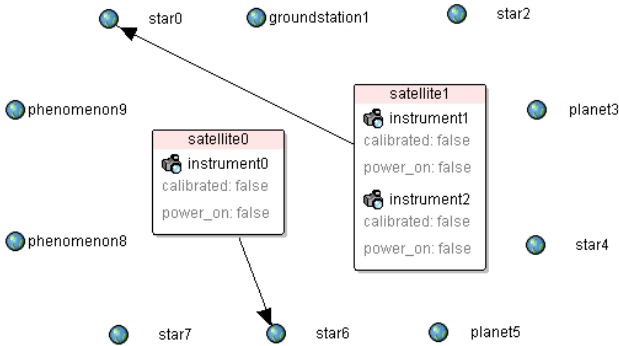 star0
groundstation1
star2
phenomenon9
satellite1
instrument1
calibrated: false
power_on: false
instrument2
calibrated: false
power_on: false
planet3
satellite0
instrument0
calibrated: false
power_on: false
phenomenon8
star4
star7
star6
planet5